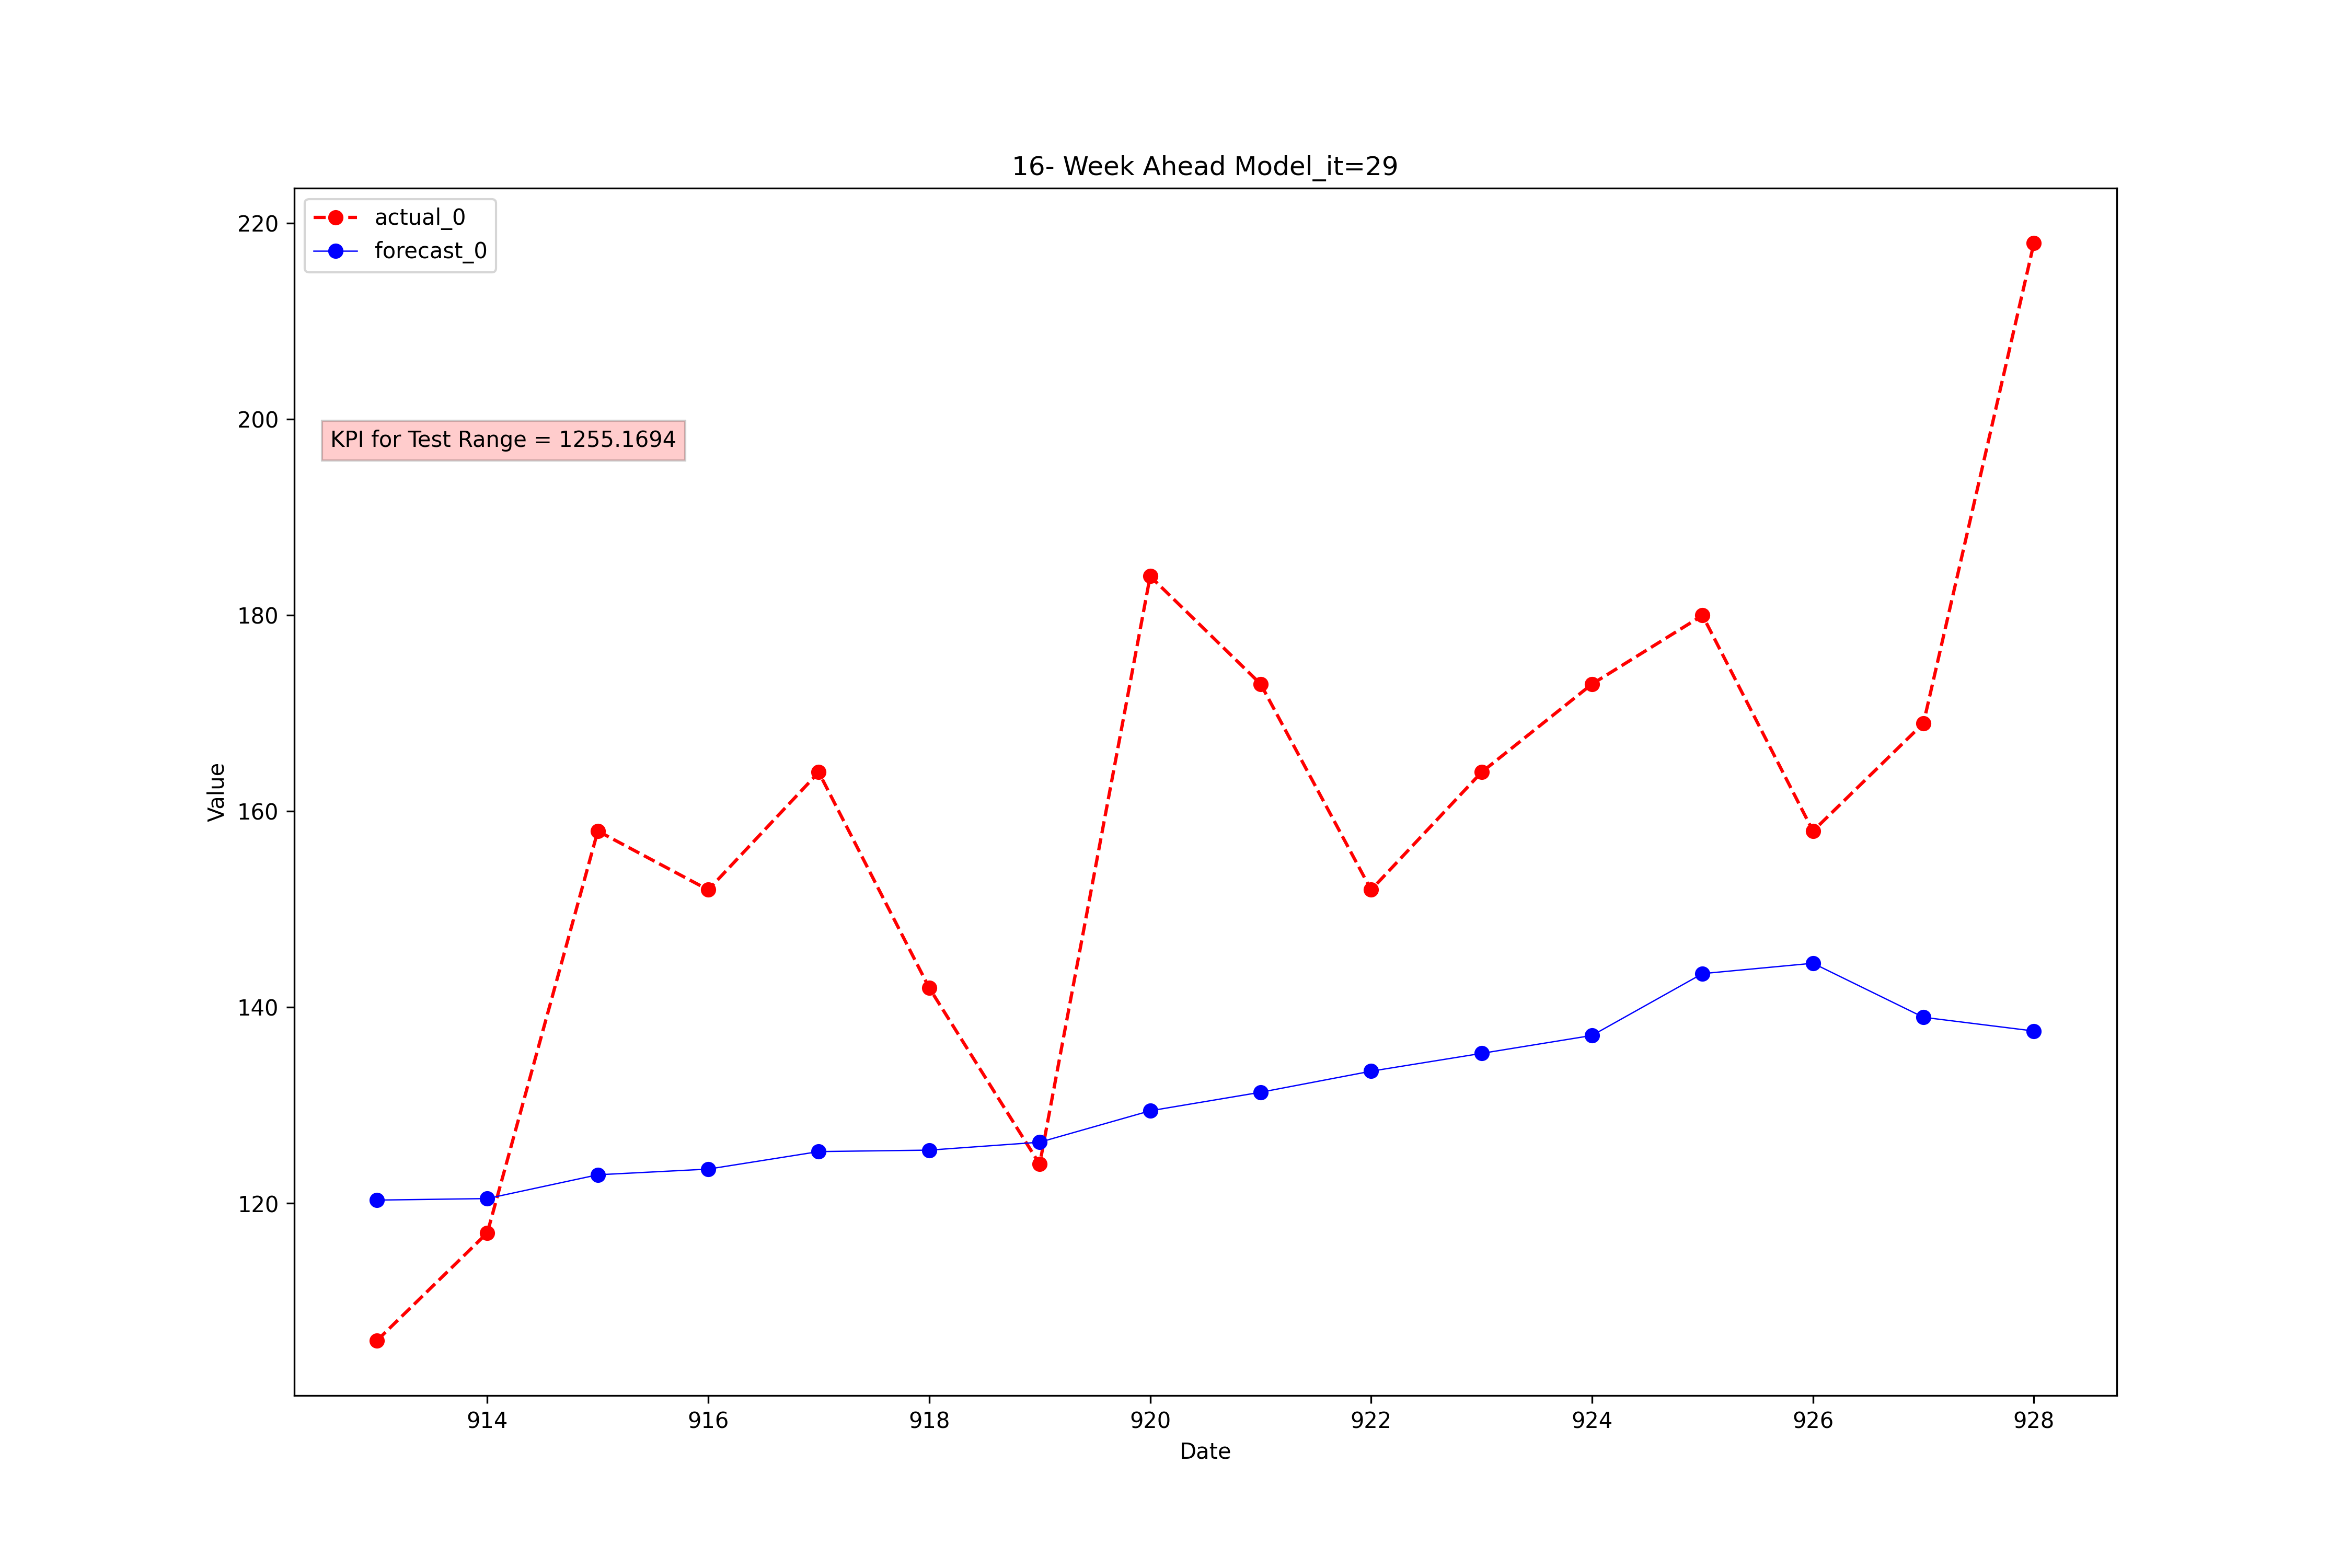 16- Week Ahead Model_it=29
actual_0
forecast_0
KPI for Test Range = 1255.1694
Value
220
200
180
160
140
120
914 916 918 920 922 924 926 928
Date